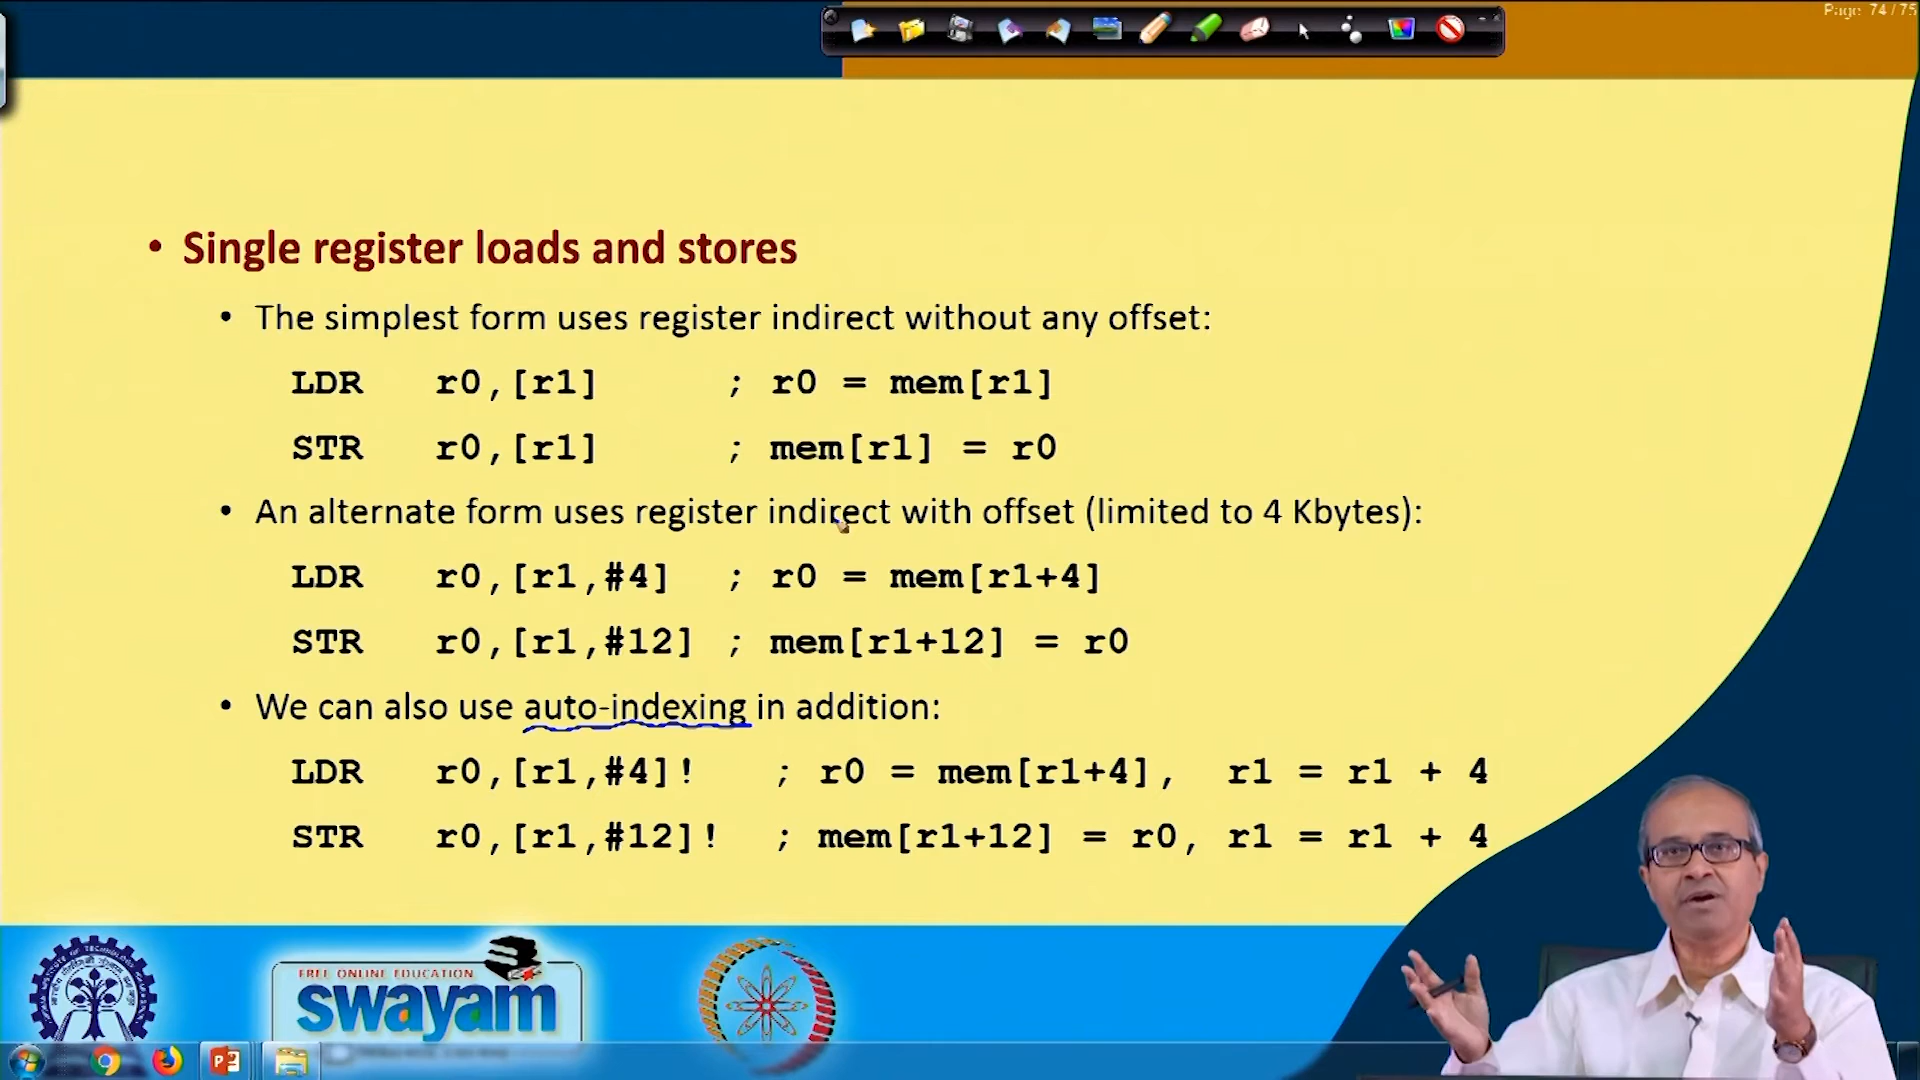 Page: 74 / 75
• Single register loads and stores
• The simplest form uses register indirect without any offset:
LDR r0,[r1] ; r0 = mem[r1]
STR r0,[r1] ; mem[r1] = r0
• An alternate form uses register indirect with offset (limited to 4 Kbytes):
LDR r0,[r1,#4] ; r0 = mem[r1+4]
STR r0,[r1,#12] ; mem[r1+12] = r0
• We can also use auto-indexing in addition:
LDR r0,[r1,#4]! ; r0 = mem[r1+4], r1 = r1 + 4
STR r0,[r1,#12]! ; mem[r1+12] = r0, r1 = r1 + 4
FREE ONLINE EDUCATION
swayam